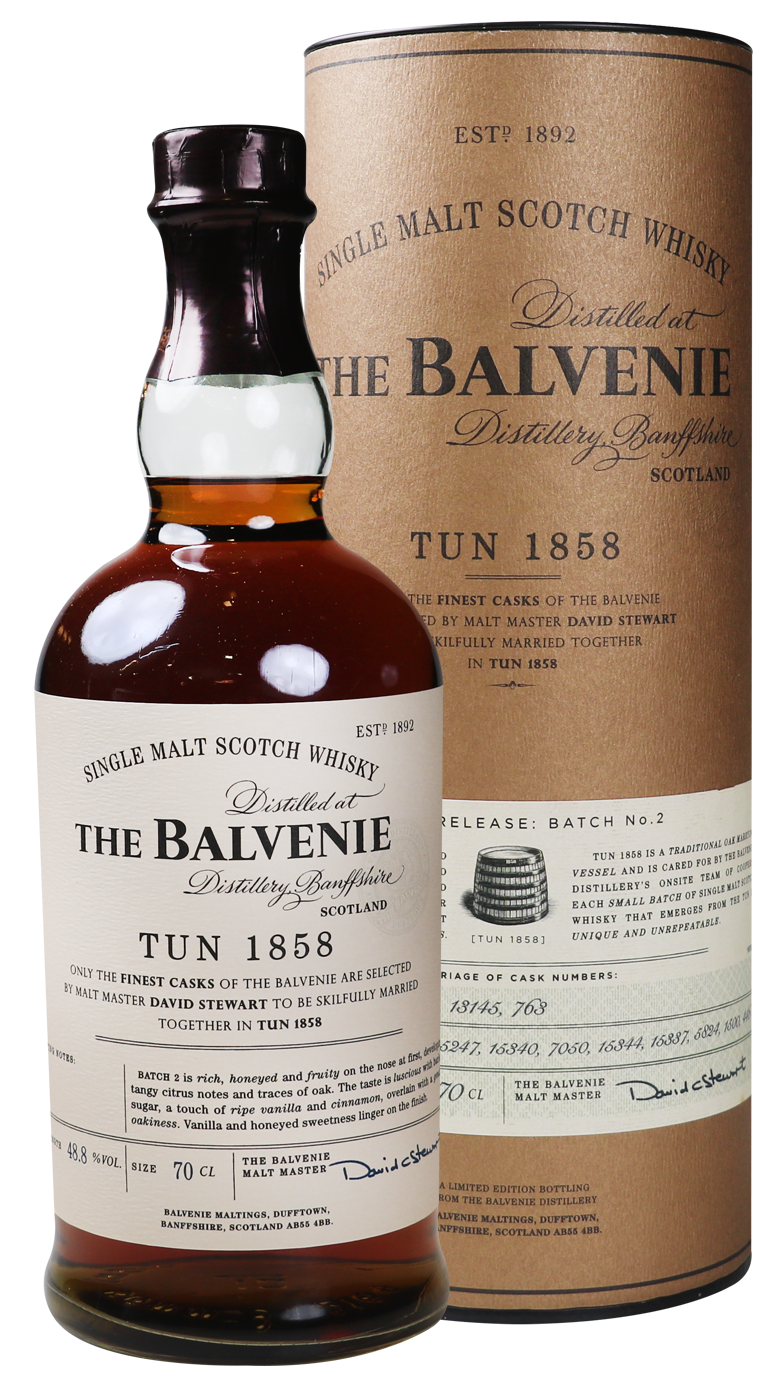 ESTD 1892
SINGLE MALT SCOTCH WHISKY
Distilled at
THE BALVENIE
Distillery, Banffshire
SCOTLAND
TUN 1858
THE FINEST CASKS OF THE BALVENIE
BY MALT MASTER DAVID STEWART
SKILFULLY MARRIED TOGETHER
IN TUN 1858
RELEASE: BATCH No.2
[TUN 1858]
TUN 1858 IS A TRADITIONAL OAK
VESSEL AND IS CARED FOR BY THE
DISTILLERY'S ONSITE TEAM OF
EACH SMALL BATCH OF SINGLE MALT
WHISKY THAT EMERGES FROM THE TUN
UNIQUE AND UNREPEATABLE.
OF CASK NUMBERS:
13145, 763
15340, 7050, 15344, 15337, 5824, 1500,
70 CL
THE BALVENIE
MALT MASTER
David C Stewart
A LIMITED EDITION BOTTLING
FROM THE BALVENIE DISTILLERY
BALVENIE MALTINGS, DUFFTOWN,
BANFFSHIRE, SCOTLAND AB55 4BB.
ESTD 1892
SINGLE MALT SCOTCH WHISKY
Distilled at
THE BALVENIE
Distillery, Banffshire
SCOTLAND
TUN 1858
ONLY THE FINEST CASKS OF THE BALVENIE ARE SELECTED
BY MALT MASTER DAVID STEWART TO BE SKILFULLY MARRIED
TOGETHER IN TUN 1858
NOTES:
BATCH 2 is rich, honeyed and fruity on the nose at first,
tangy citrus notes and traces of oak. The taste is luscious with
sugar, a touch of ripe vanilla and cinnamon, overlain with a
oakiness. Vanilla and honeyed sweetness linger on the finish.
48.8 %VOL.
SIZE 70 CL
THE BALVENIE
MALT MASTER
David C Stewart
BALVENIE MALTINGS, DUFFTOWN,
BANFFSHIRE, SCOTLAND AB55 4BB.